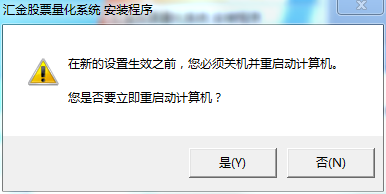 汇金股票量化系统 安装程序
在新的设置生效之前，您必须关机并重启动计算机。
您是否要立即重启动计算机？
是(Y)
否(N)